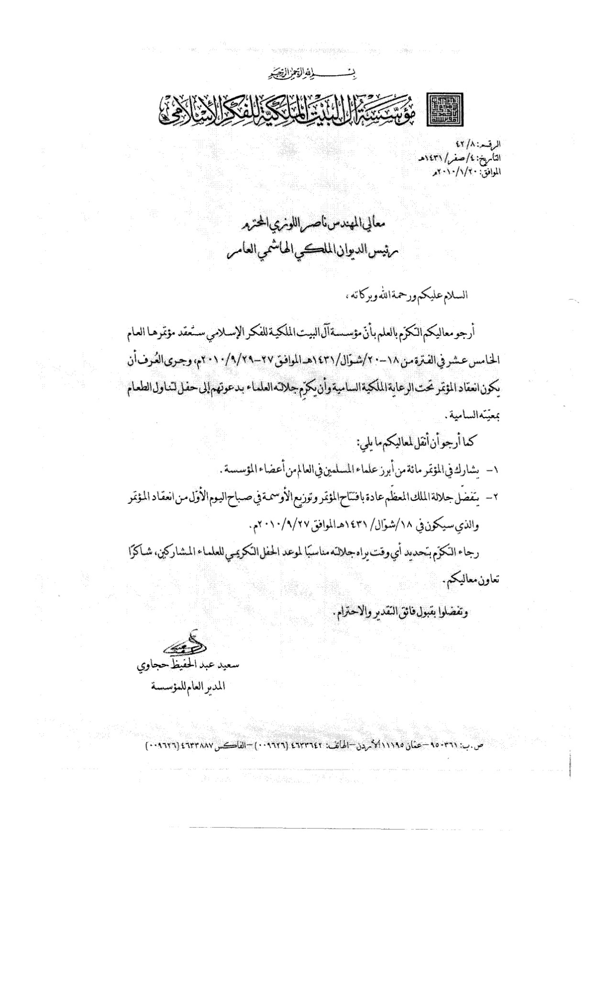 بسم الله الرحمن الرحيم
مؤسسة آل البيت الملكية للفكر الإسلامي
الرقم: ٤٢/٨
التاريخ: ٤/صفر/١٤٣١هـ
الموافق: ٢٠١٠/١/٢٠م
معالي المهندس ناصر اللوزي المحترم
رئيس الديوان الملكي الهاشمي العامر
السلام عليكم ورحمة الله وبركاته،
أرجو معاليكم التكرّم بالعلم بأنّ مؤسسة آل البيت الملكية للفكر الإسلامي ستُعقد مؤتمرها العام
الخامس عشر في الفترة من ١٨-٢٠/شوّال/١٤٣١هـ الموافق ٢٧-٢٠١٠/٩/٢٩م، وجرى العُرف أن
يكون انعقاد المؤتمر تحت الرعاية الملكية السامية وأن يكرِّم جلالته العلماء بدعوتهم إلى حفل لتناول الطعام
بمعيّته السامية.
كما أرجو أن أنقل لمعاليكم ما يلي:
١- يشارك في المؤتمر مائة من أبرز علماء المسلمين في العالم من أعضاء المؤسسة.
٢- يتفضّل جلالة الملك المعظّم عادة بافتتاح المؤتمر وتوزيع الأوسمة في صباح اليوم الأوّل من انعقاد المؤتمر
والذي سيكون في ١٨/شوّال/١٤٣١هـ الموافق ٢٠١٠/٩/٢٧م.
رجاء التكرّم بتحديد أي وقت يراه جلالته مناسبًا لموعد الحفل التكريمي للعلماء المشاركين، شاكرًا
تعاون معاليكم.
وتفضلوا بقبول فائق التقدير والاحترام.
سعيد عبد الحفيظ حجاوي
المدير العام للمؤسسة
ص.ب: ٩٥٠٣٦١-عمّان ١١١٩٥ الأردن-الهاتف: ٤٦٣٣٦٤٢ (٠٠٩٦٢٦)-الفاكس ٤٦٣٣٨٨٧ (٠٠٩٦٢٦)